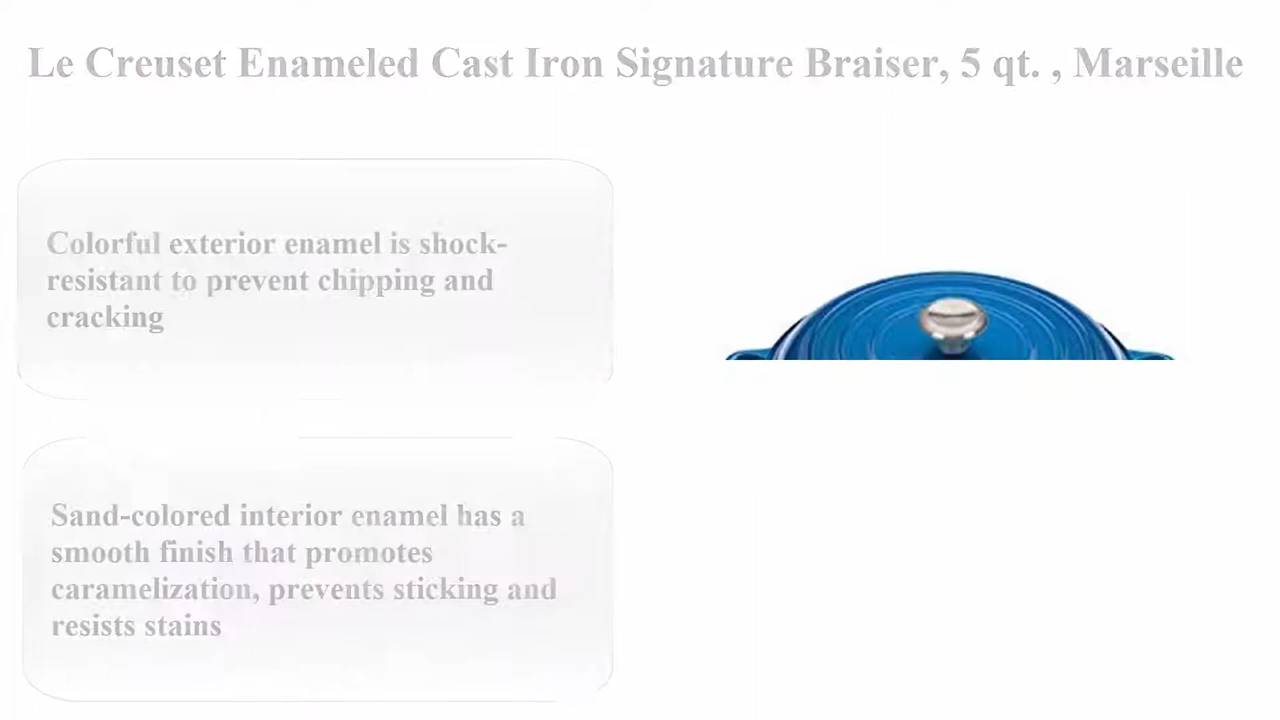 Le Creuset Enameled Cast Iron Signature Braiser, 5 qt. , Marseille
Colorful exterior enamel is shock-
resistant to prevent chipping and
cracking
Sand-colored interior enamel has a
smooth finish that promotes
caramelization, prevents sticking and
resists stains